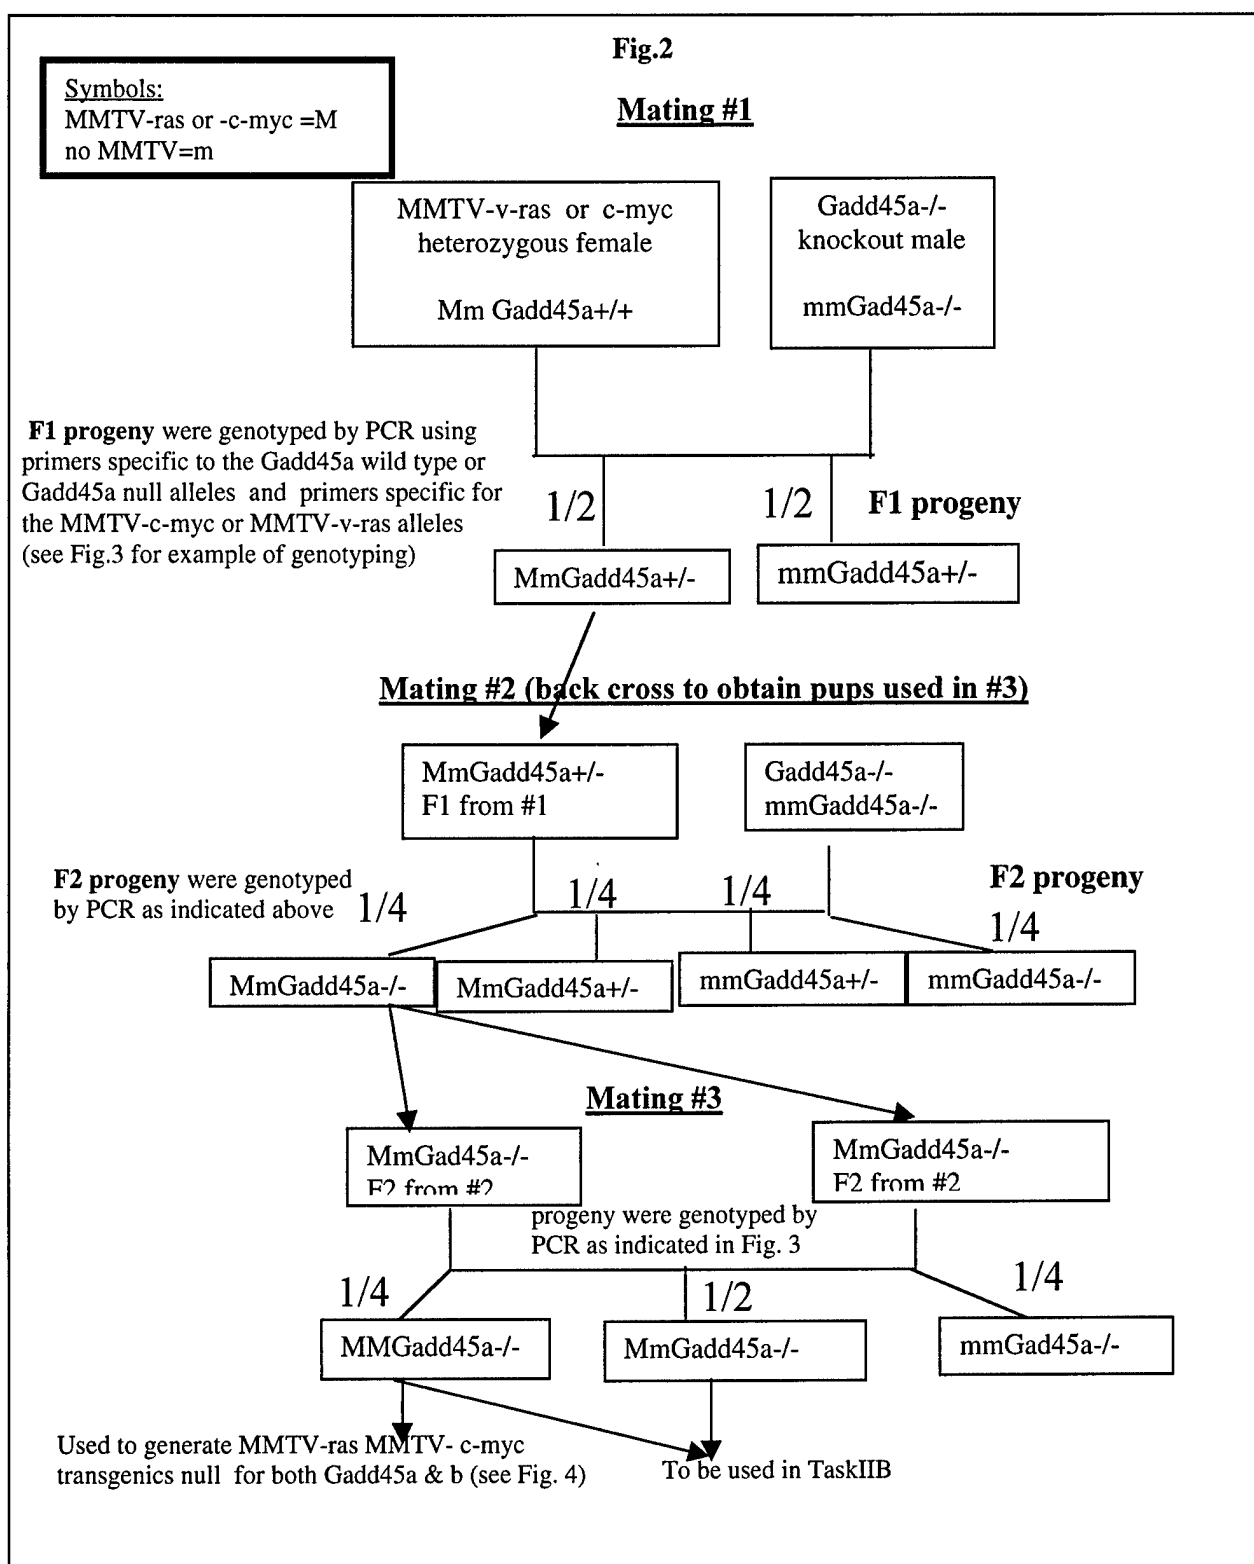 Fig.2
Symbols:
MMTV-ras or -c-myc =M
no MMTV=m
Mating #1
MMTV-v-ras or c-myc
heterozygous female
Mm Gadd45a+/+
Gadd45a-/-
knockout male
mmGad45a-/-
F1 progeny were genotyped by PCR using
primers specific to the Gadd45a wild type or
Gadd45a null alleles and primers specific for
the MMTV-c-myc or MMTV-v-ras alleles
(see Fig.3 for example of genotyping)
1/2
1/2
F1 progeny
MmGadd45a+/-
mmGadd45a+/-
Mating #2 (back cross to obtain pups used in #3)
MmGadd45a+/-
F1 from #1
Gadd45a-/-
mmGadd45a-/-
F2 progeny were genotyped
by PCR as indicated above
1/4
1/4
1/4
F2 progeny
1/4
MmGadd45a-/-
MmGadd45a+/-
mmGadd45a+/-
mmGadd45a-/-
Mating #3
MmGad45a-/-
F2 from #2
MmGadd45a-/-
F2 from #2
progeny were genotyped by
PCR as indicated in Fig. 3
1/4
1/2
1/4
MMGadd45a-/-
MmGadd45a-/-
mmGad45a-/-
Used to generate MMTV-ras MMTV- c-myc
transgenics null for both Gadd45a & b (see Fig. 4)
To be used in TaskIIB